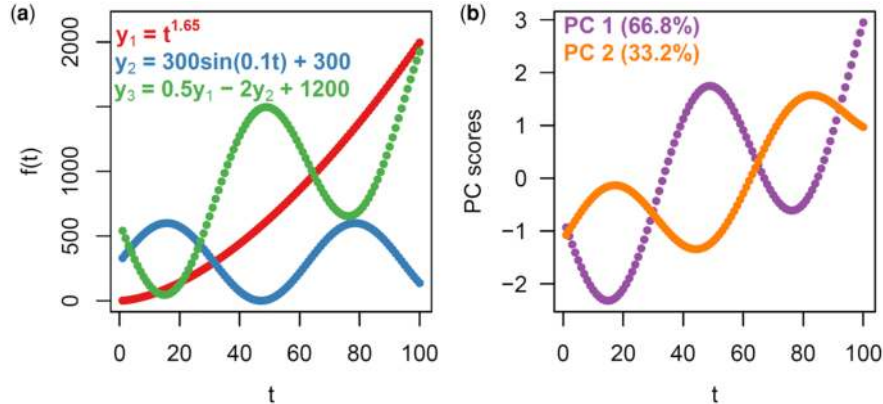 (a)
y₁ = t^1.65
y₂ = 300sin(0.1t) + 300
y₃ = 0.5y₁ − 2y₂ + 1200
f(t)
2000
1000
500
0
0 20 40 60 80 100
t
(b)
PC 1 (66.8%)
PC 2 (33.2%)
PC scores
3
2
1
0
−1
−2
0 20 40 60 80 100
t